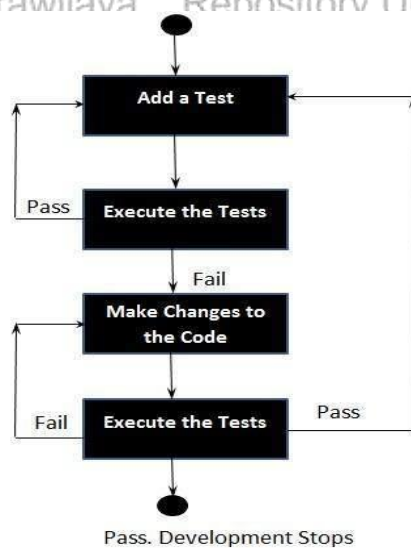 Repository U
Add a Test
Pass
Execute the Tests
Fail
Make Changes to
the Code
Fail
Execute the Tests
Pass
Pass. Development Stops